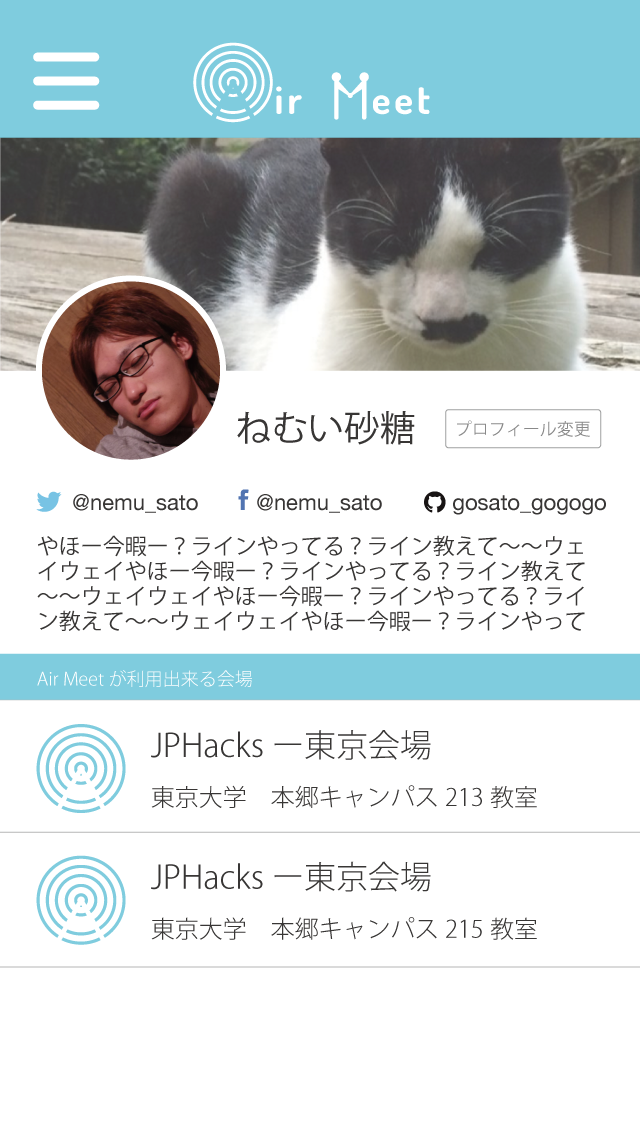 Air Meet
ねむい砂糖
プロフィール変更
@nemu_sato @nemu_sato gosato_gogogo
やほー今暇ー？ラインやってる？ライン教えて〜〜ウェ
イウェイやほー今暇ー？ラインやってる？ライン教えて
〜〜ウェイウェイやほー今暇ー？ラインやってる？ライ
ン教えて〜〜ウェイウェイやほー今暇ー？ラインやって
Air Meet が利用出来る会場
JPHacks ー東京会場
東京大学　本郷キャンパス 213 教室
JPHacks ー東京会場
東京大学　本郷キャンパス 215 教室